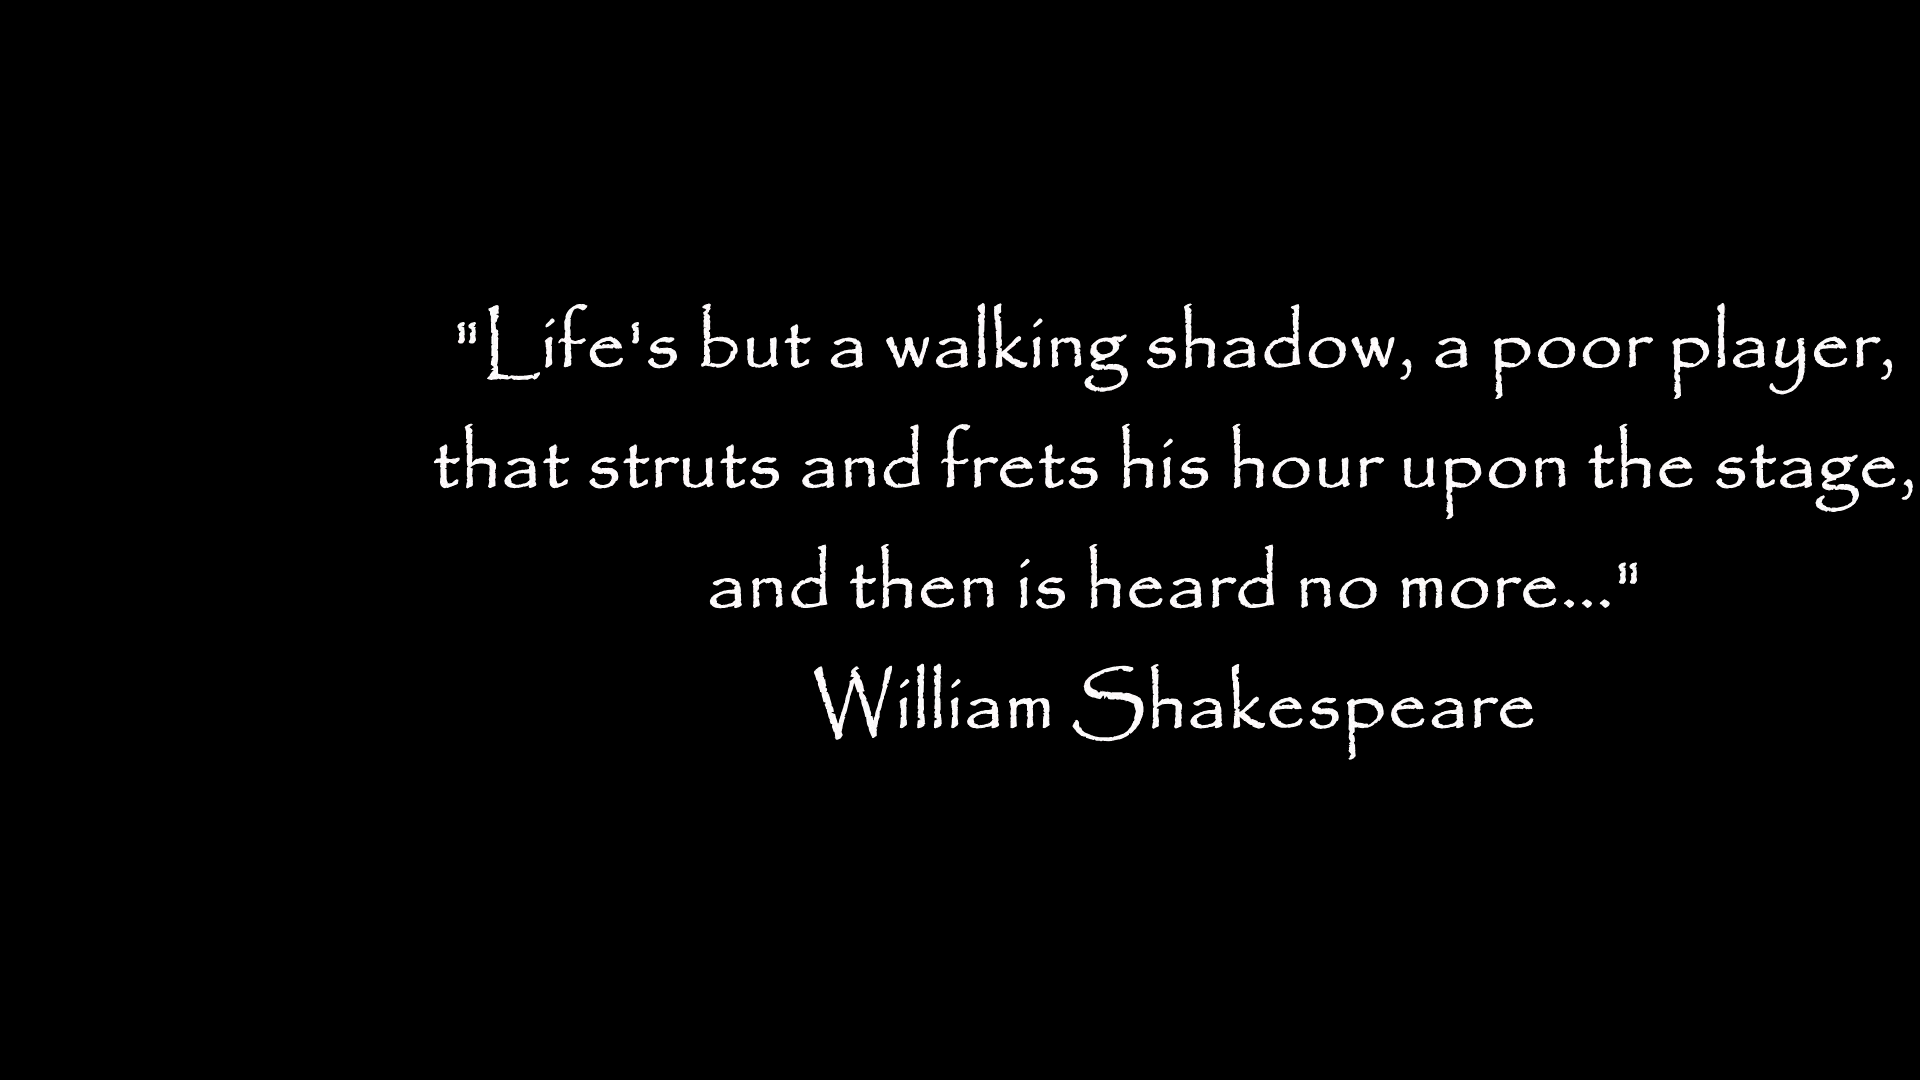 "Life's but a walking shadow, a poor player,
that struts and frets his hour upon the stage,
and then is heard no more..."
William Shakespeare